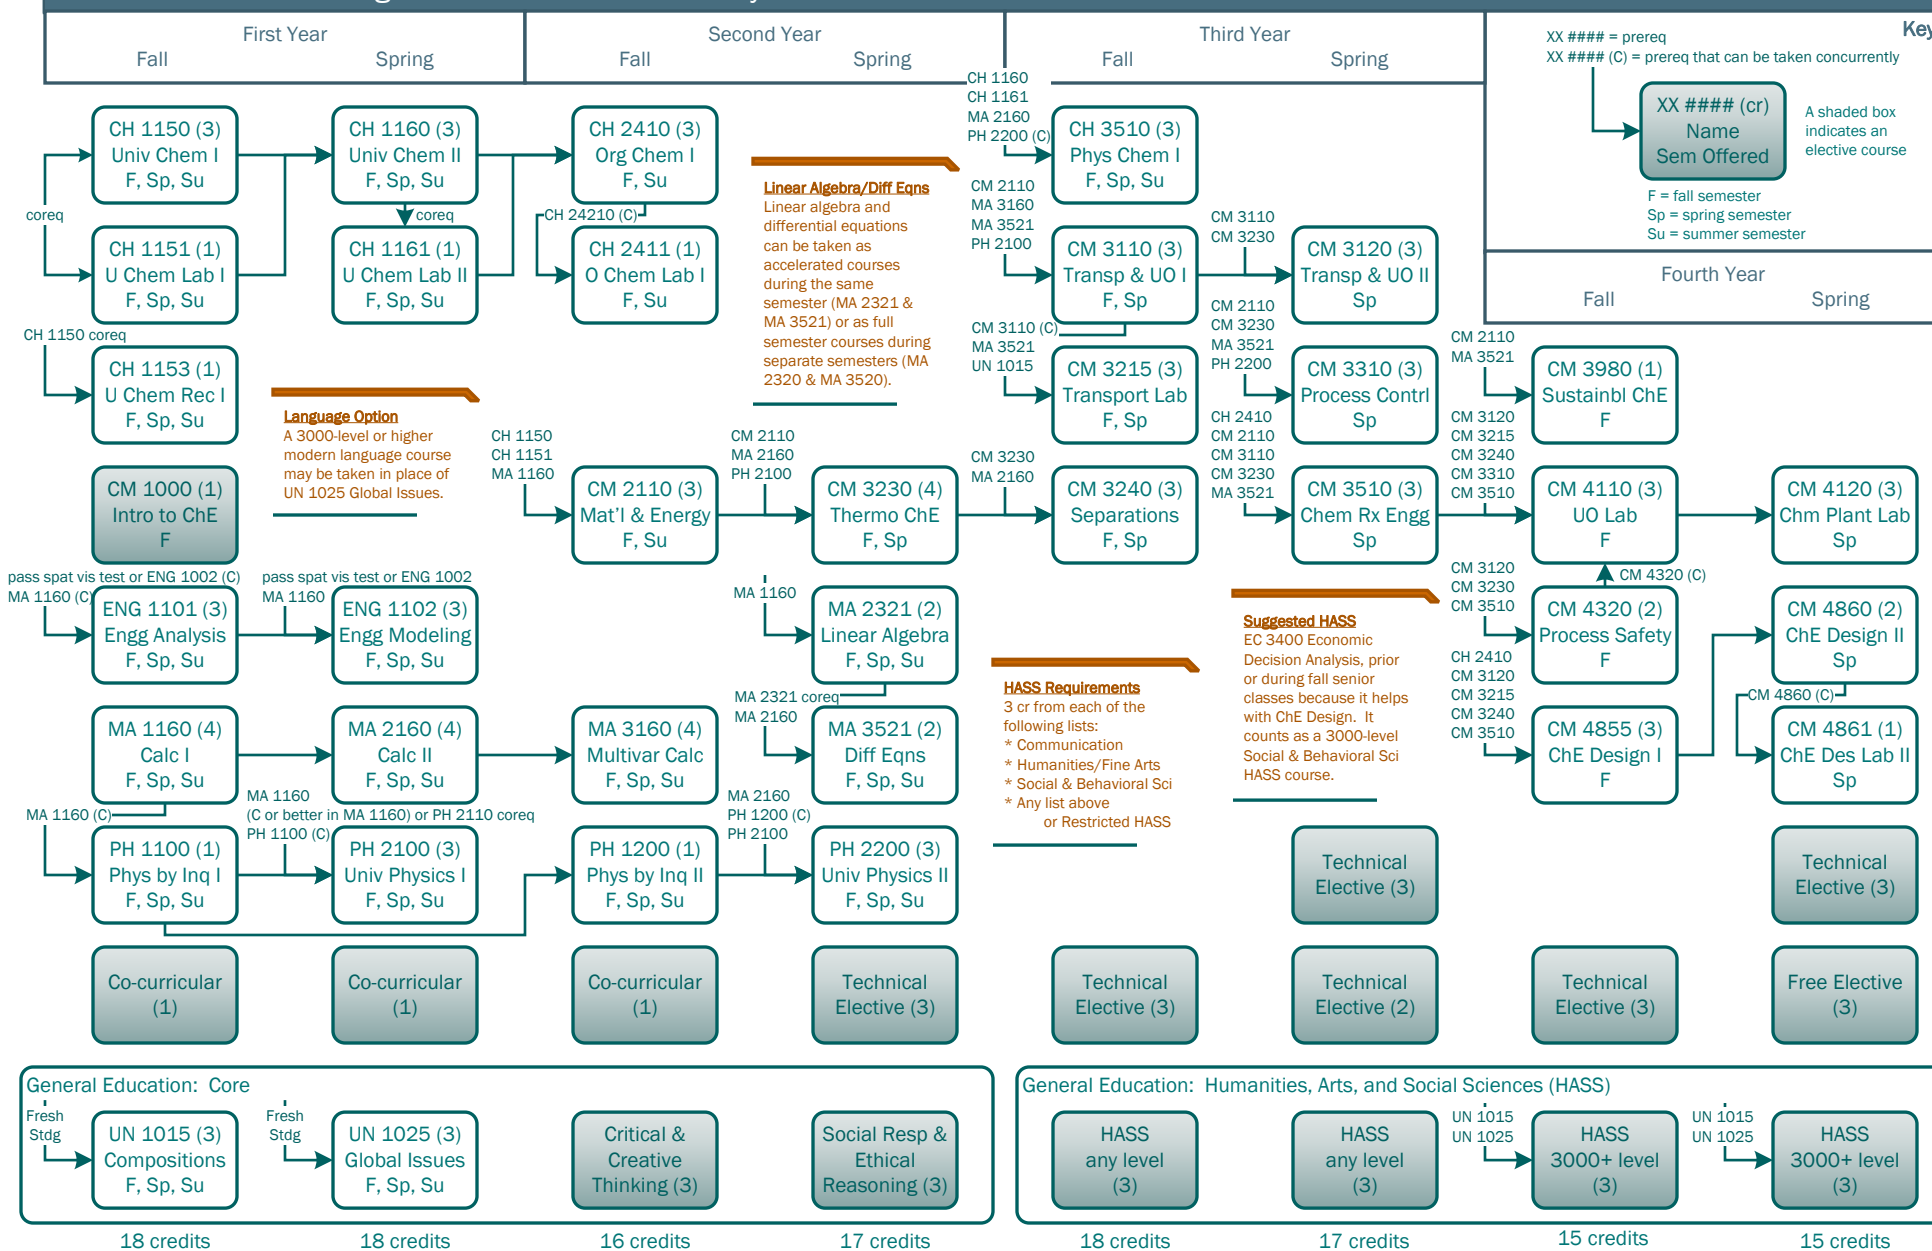 First Year
Fall
Spring
Second Year
Fall
Spring
Third Year
Fall
Spring
Key
XX #### = prereq
XX #### (C) = prereq that can be taken concurrently
XX #### (cr)
Name
Sem Offered
A shaded box
indicates an
elective course
F = fall semester
Sp = spring semester
Su = summer semester
Fourth Year
Fall
Spring
CH 1150 (3)
Univ Chem I
F, Sp, Su
coreq
CH 1151 (1)
U Chem Lab I
F, Sp, Su
CH 1150 coreq
CH 1153 (1)
U Chem Rec I
F, Sp, Su
CM 1000 (1)
Intro to ChE
F
pass spat vis test or ENG 1002 (C)
MA 1160 (C)
ENG 1101 (3)
Engg Analysis
F, Sp, Su
MA 1160 (4)
Calc I
F, Sp, Su
MA 1160 (C)
PH 1100 (1)
Phys by Inq I
F, Sp, Su
Co-curricular
(1)
CH 1160 (3)
Univ Chem II
F, Sp, Su
coreq
CH 1161 (1)
U Chem Lab II
F, Sp, Su
Language Option
A 3000-level or higher
modern language course
may be taken in place of
UN 1025 Global Issues.
pass spat vis test or ENG 1002
MA 1160
ENG 1102 (3)
Engg Modeling
F, Sp, Su
MA 2160 (4)
Calc II
F, Sp, Su
MA 1160
(C or better in MA 1160) or PH 2110 coreq
PH 1100 (C)
PH 2100 (3)
Univ Physics I
F, Sp, Su
Co-curricular
(1)
CH 2410 (3)
Org Chem I
F, Su
CH 24210 (C)
CH 2411 (1)
O Chem Lab I
F, Su
CH 1150
CH 1151
MA 1160
CM 2110 (3)
Mat'l & Energy
F, Su
MA 3160 (4)
Multivar Calc
F, Sp, Su
PH 1200 (1)
Phys by Inq II
F, Sp, Su
Co-curricular
(1)
Linear Algebra/Diff Eqns
Linear algebra and
differential equations
can be taken as
accelerated courses
during the same
semester (MA 2321 &
MA 3521) or as full
semester courses during
separate semesters (MA
2320 & MA 3520).
CM 2110
MA 2160
PH 2100
CM 3230 (4)
Thermo ChE
F, Sp
MA 1160
MA 2321 (2)
Linear Algebra
F, Sp, Su
MA 2321 coreq
MA 2160
MA 3521 (2)
Diff Eqns
F, Sp, Su
MA 2160
PH 1200 (C)
PH 2100
PH 2200 (3)
Univ Physics II
F, Sp, Su
Technical
Elective (3)
CH 1160
CH 1161
MA 2160
PH 2200 (C)
CH 3510 (3)
Phys Chem I
F, Sp, Su
CM 2110
MA 3160
MA 3521
PH 2100
CM 3110 (3)
Transp & UO I
F, Sp
CM 3110 (C)
MA 3521
UN 1015
CM 3215 (3)
Transport Lab
F, Sp
CM 3230
MA 2160
CM 3240 (3)
Separations
F, Sp
HASS Requirements
3 cr from each of the
following lists:
* Communication
* Humanities/Fine Arts
* Social & Behavioral Sci
* Any list above
or Restricted HASS
Technical
Elective (3)
CM 3110
CM 3230
CM 3120 (3)
Transp & UO II
Sp
CM 2110
CM 3230
MA 3521
PH 2200
CM 3310 (3)
Process Contrl
Sp
CH 2410
CM 2110
CM 3110
CM 3230
MA 3521
CM 3510 (3)
Chem Rx Engg
Sp
Suggested HASS
EC 3400 Economic
Decision Analysis, prior
or during fall senior
classes because it helps
with ChE Design. It
counts as a 3000-level
Social & Behavioral Sci
HASS course.
Technical
Elective (3)
Technical
Elective (2)
CM 2110
MA 3521
CM 3980 (1)
Sustainbl ChE
F
CM 3120
CM 3215
CM 3240
CM 3310
CM 3510
CM 4110 (3)
UO Lab
F
CM 4320 (C)
CM 3120
CM 3230
CM 3510
CM 4320 (2)
Process Safety
F
CH 2410
CM 3120
CM 3215
CM 3240
CM 3510
CM 4855 (3)
ChE Design I
F
Technical
Elective (3)
CM 4120 (3)
Chm Plant Lab
Sp
CM 4860 (2)
ChE Design II
Sp
CM 4860 (C)
CM 4861 (1)
ChE Des Lab II
Sp
Technical
Elective (3)
Free Elective
(3)
General Education: Core
Fresh
Stdg
UN 1015 (3)
Compositions
F, Sp, Su
Fresh
Stdg
UN 1025 (3)
Global Issues
F, Sp, Su
Critical &
Creative
Thinking (3)
Social Resp &
Ethical
Reasoning (3)
General Education: Humanities, Arts, and Social Sciences (HASS)
HASS
any level
(3)
HASS
any level
(3)
UN 1015
UN 1025
HASS
3000+ level
(3)
UN 1015
UN 1025
HASS
3000+ level
(3)
18 credits
18 credits
16 credits
17 credits
18 credits
17 credits
15 credits
15 credits